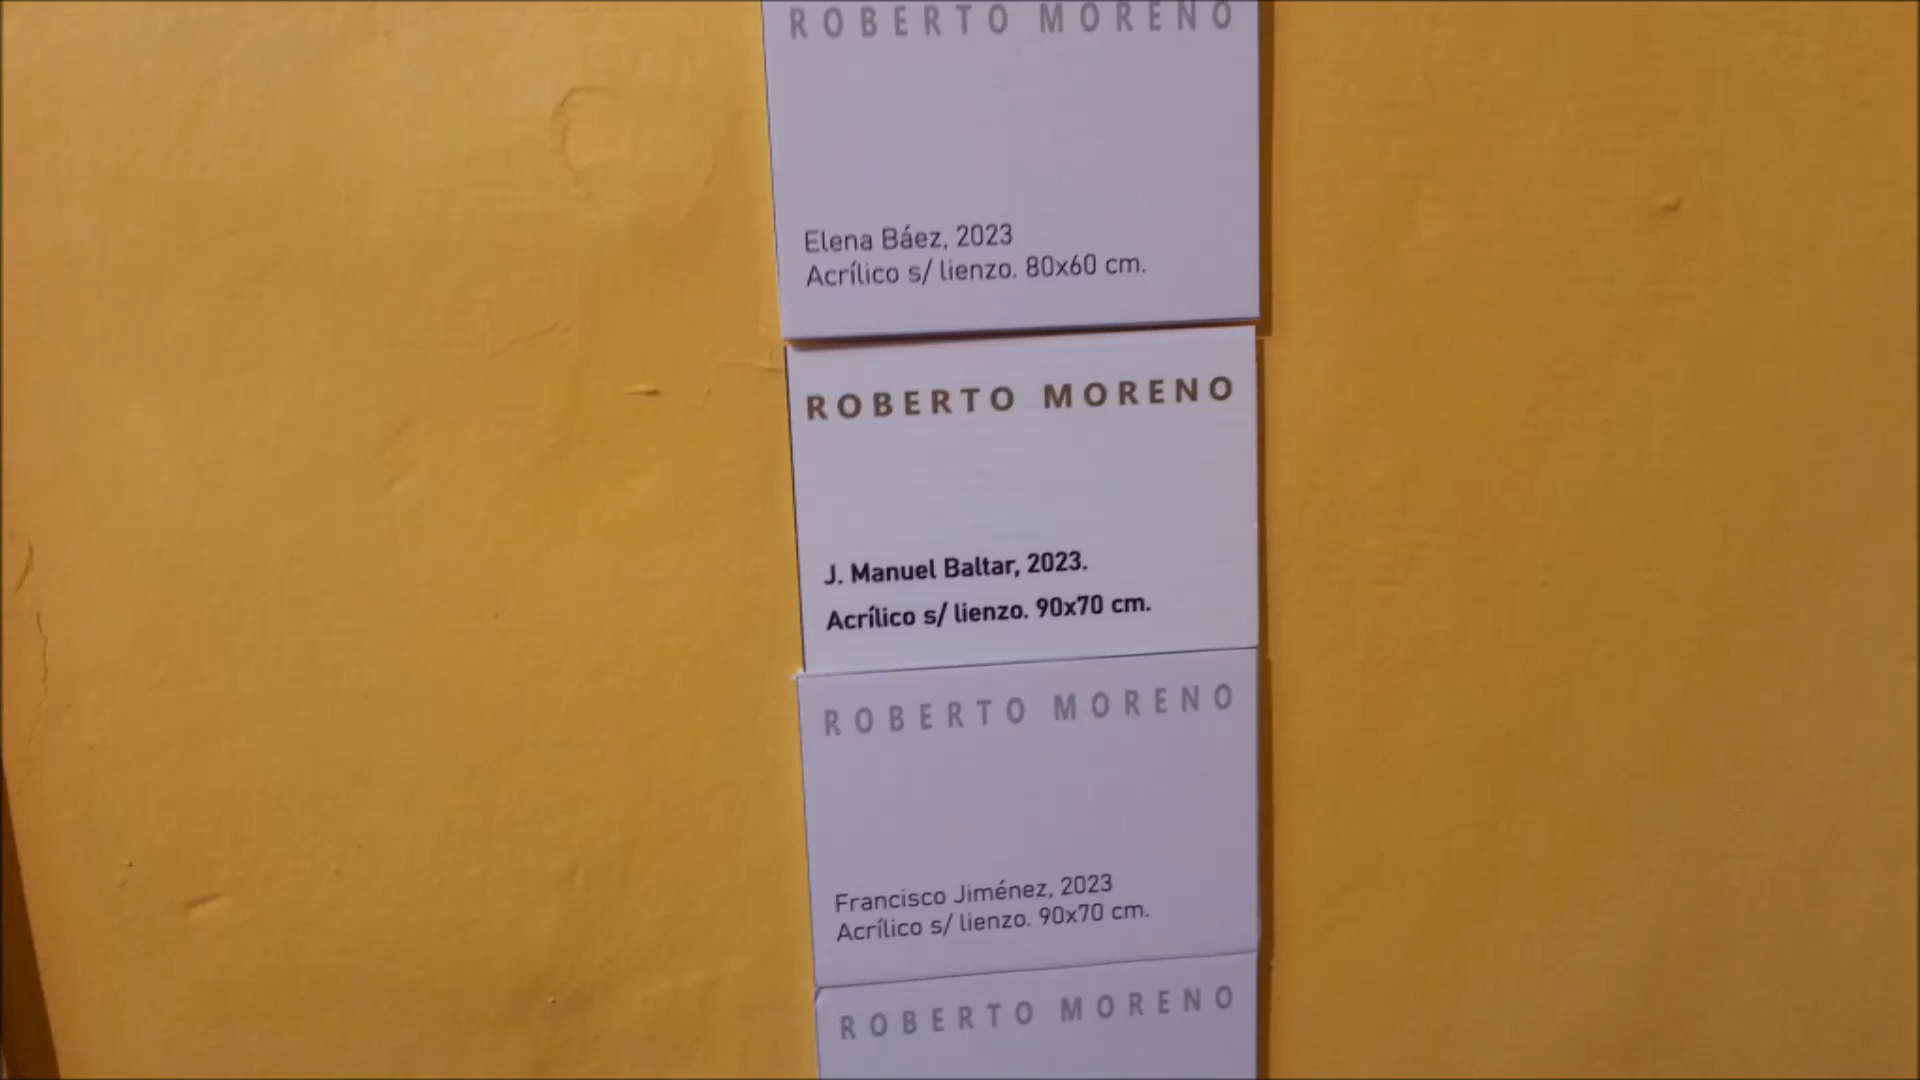 ROBERTO MORENO
Elena Báez, 2023
Acrílico s/ lienzo. 80x60 cm.
ROBERTO MORENO
J. Manuel Baltar, 2023.
Acrílico s/ lienzo. 90x70 cm.
ROBERTO MORENO
Francisco Jiménez, 2023
Acrílico s/ lienzo. 90x70 cm.
ROBERTO MORENO